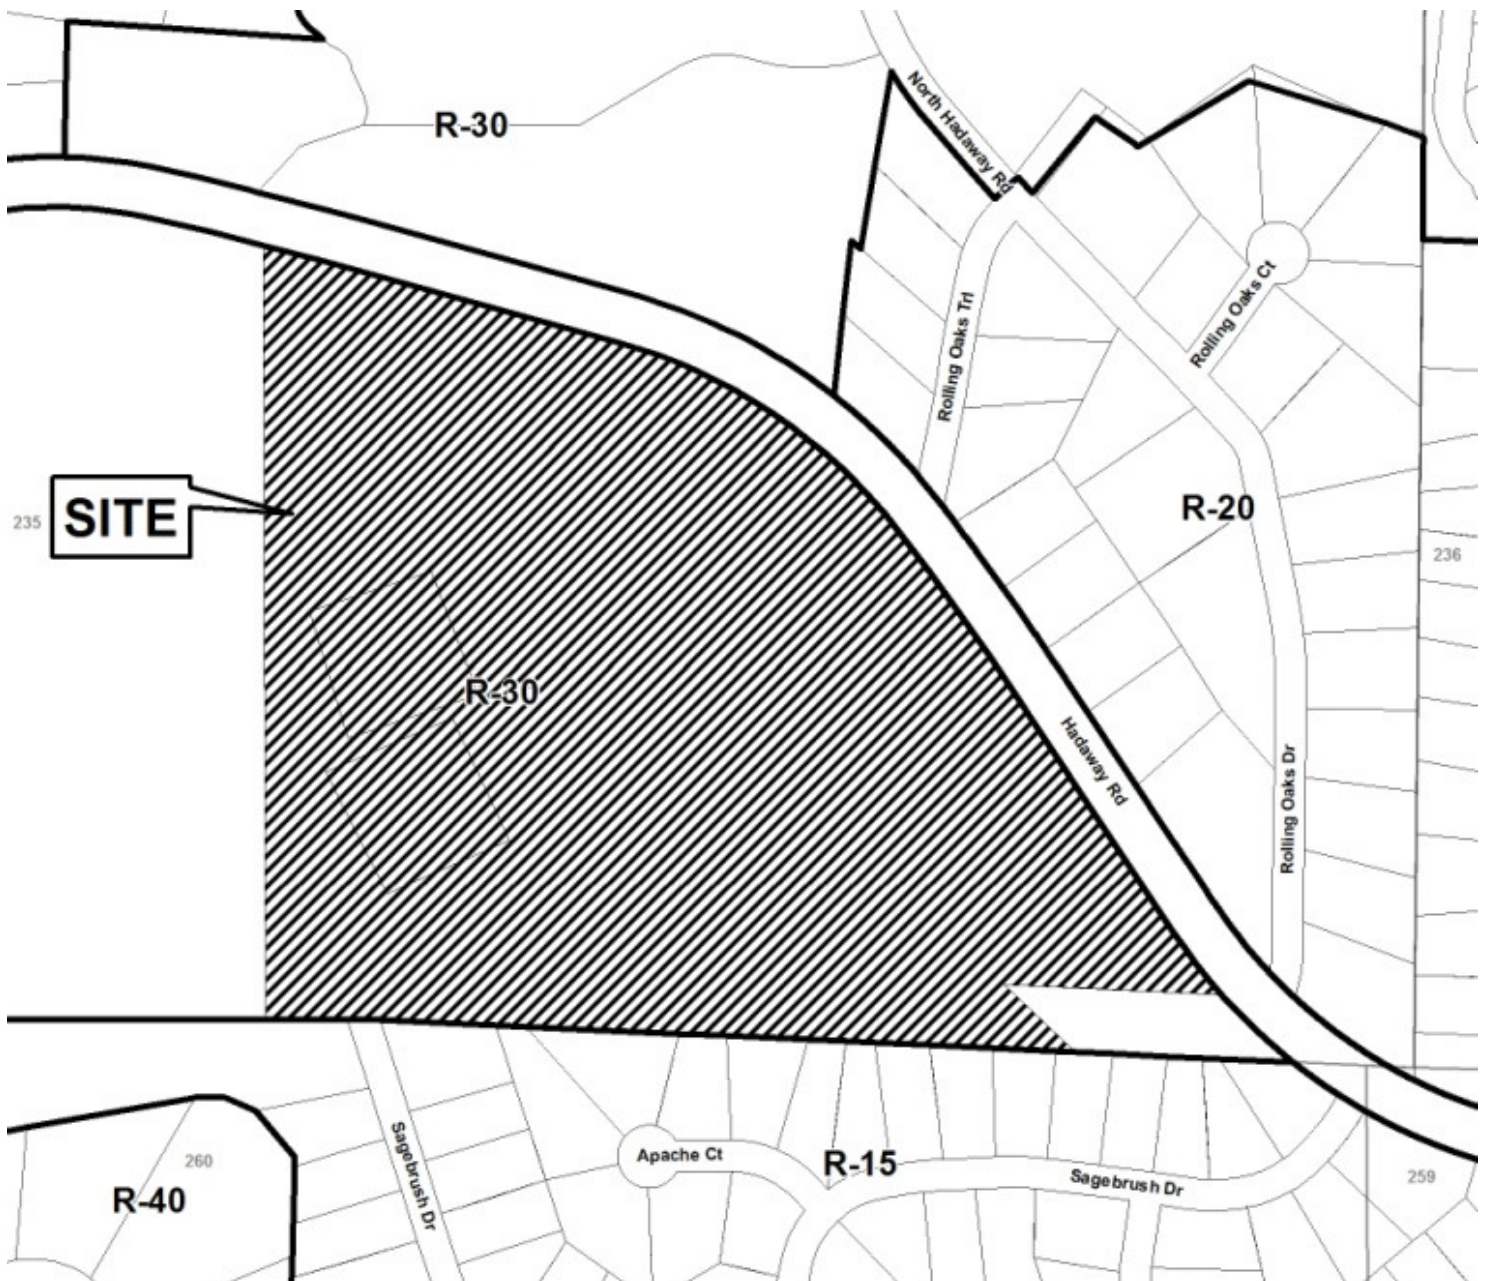 R-30
North Hadaway Rd
Rolling Oaks Ct
Rolling Oaks Trl
SITE
235
R-20
236
R-30
Hadaway Rd
Rolling Oaks Dr
Sagebrush Dr
Apache Ct
R-15
Sagebrush Dr
260
R-40
259